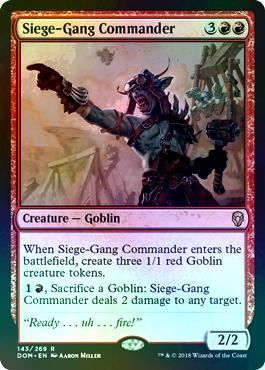 Siege-Gang Commander 3
Creature — Goblin
When Siege-Gang Commander enters the
battlefield, create three 1/1 red Goblin
creature tokens.
1 R, Sacrifice a Goblin: Siege-Gang
Commander deals 2 damage to any target.
“Ready . . . uh . . . fire!”
2/2
143/269 R
DOM • EN AARON MILLER
™ & © 2018 Wizards of the Coast